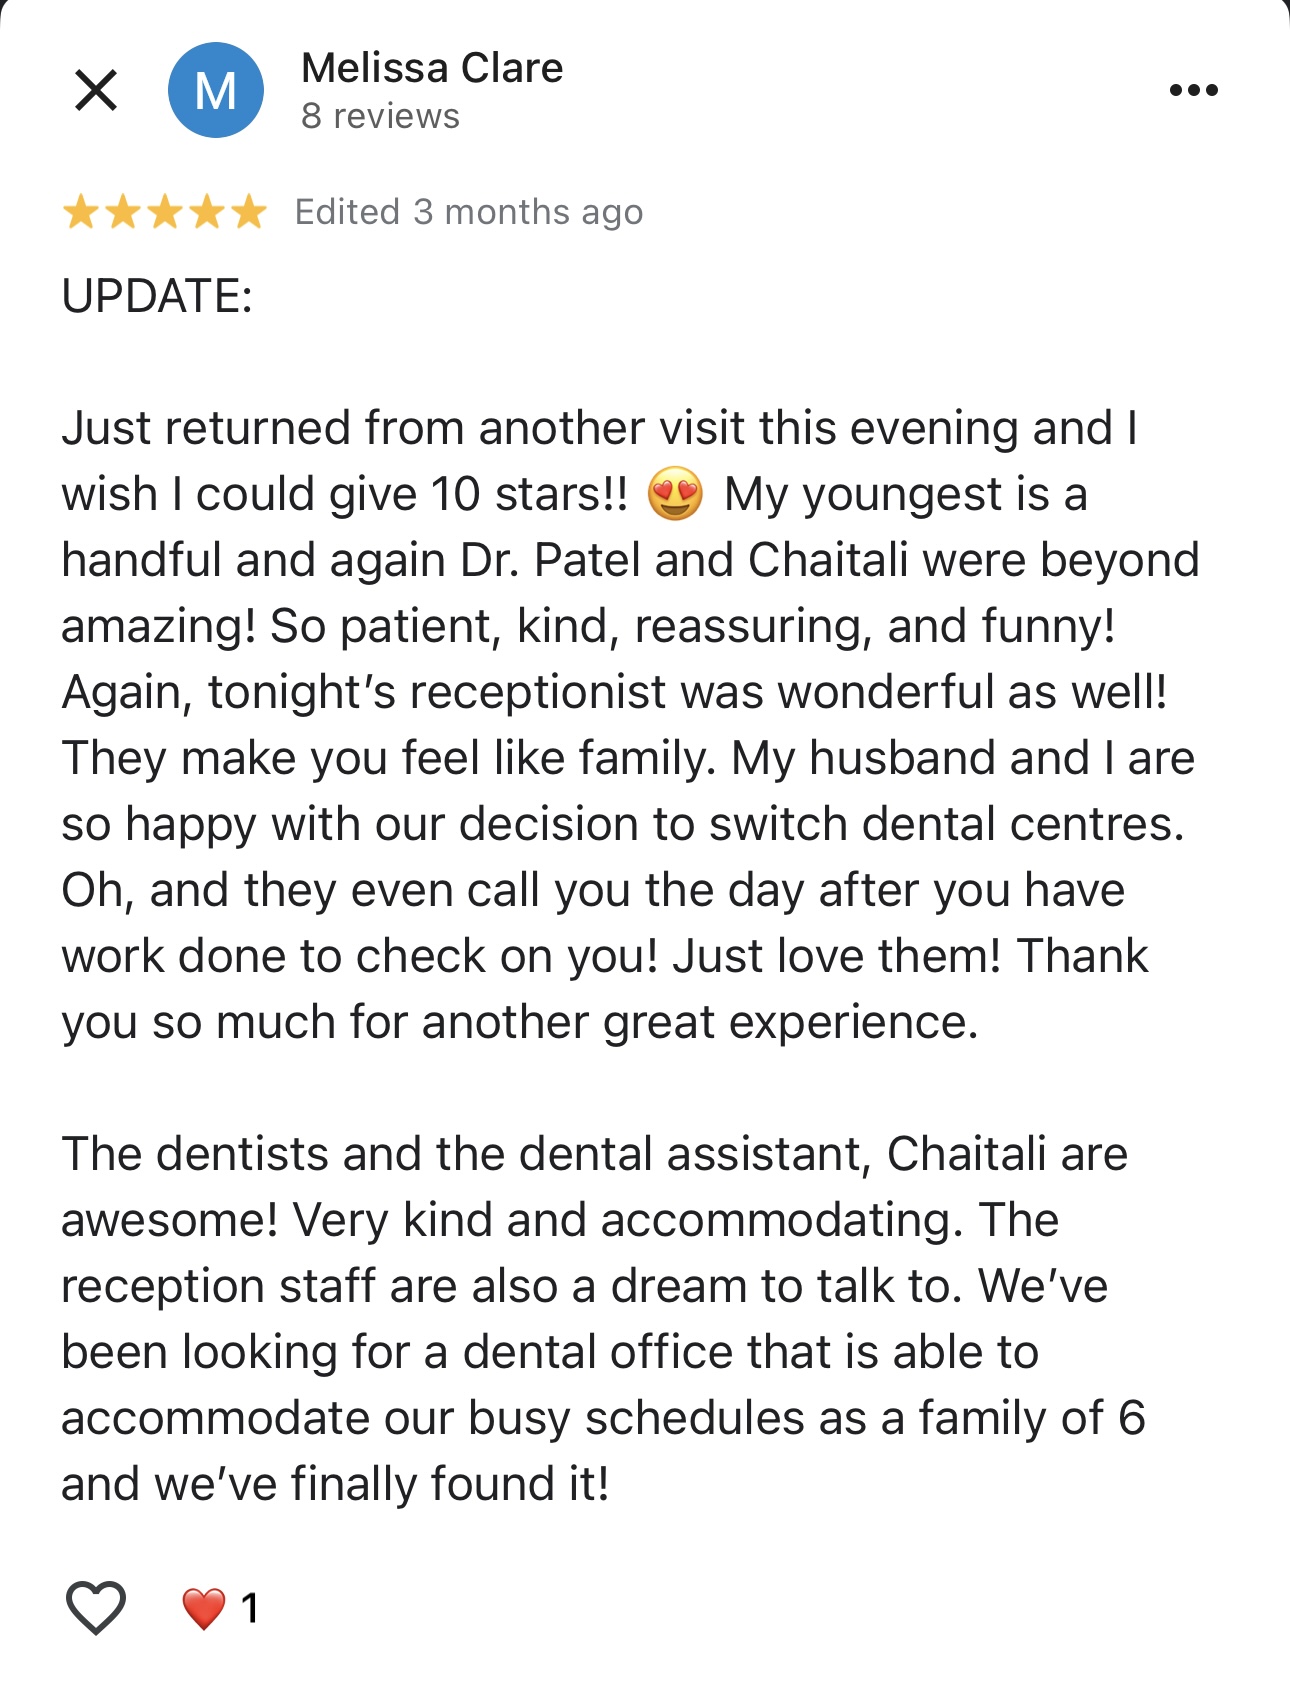 M
Melissa Clare
8 reviews
Edited 3 months ago
UPDATE:
Just returned from another visit this evening and I
wish I could give 10 stars!! 😍 My youngest is a
handful and again Dr. Patel and Chaitali were beyond
amazing! So patient, kind, reassuring, and funny!
Again, tonight’s receptionist was wonderful as well!
They make you feel like family. My husband and I are
so happy with our decision to switch dental centres.
Oh, and they even call you the day after you have
work done to check on you! Just love them! Thank
you so much for another great experience.
The dentists and the dental assistant, Chaitali are
awesome! Very kind and accommodating. The
reception staff are also a dream to talk to. We’ve
been looking for a dental office that is able to
accommodate our busy schedules as a family of 6
and we’ve finally found it!
❤️ 1